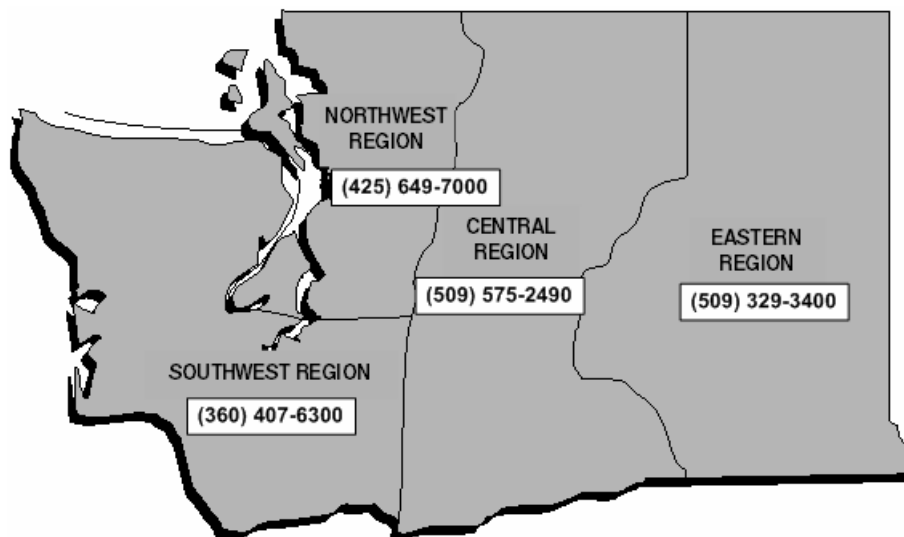 NORTHWEST
REGION
(425) 649-7000
CENTRAL
REGION
(509) 575-2490
EASTERN
REGION
(509) 329-3400
SOUTHWEST REGION
(360) 407-6300